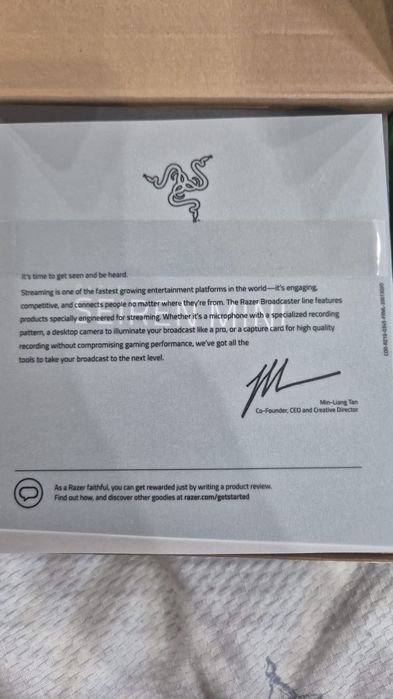 It's time to get seen and be heard.
Streaming is one of the fastest growing entertainment platforms in the world—it's engaging,
competitive, and connects people no matter where they're from. The Razer Broadcaster line features
products specially engineered for streaming. Whether it's a microphone with a specialized recording
pattern, a desktop camera to illuminate your broadcast like a pro, or a capture card for high quality
recording without compromising gaming performance, we've got all the
tools to take your broadcast to the next level.
SEIREN MINI
Min-Liang Tan
Co-Founder, CEO and Creative Director
As a Razer faithful, you can get rewarded just by writing a product review.
Find out how, and discover other goodies at razer.com/getstarted